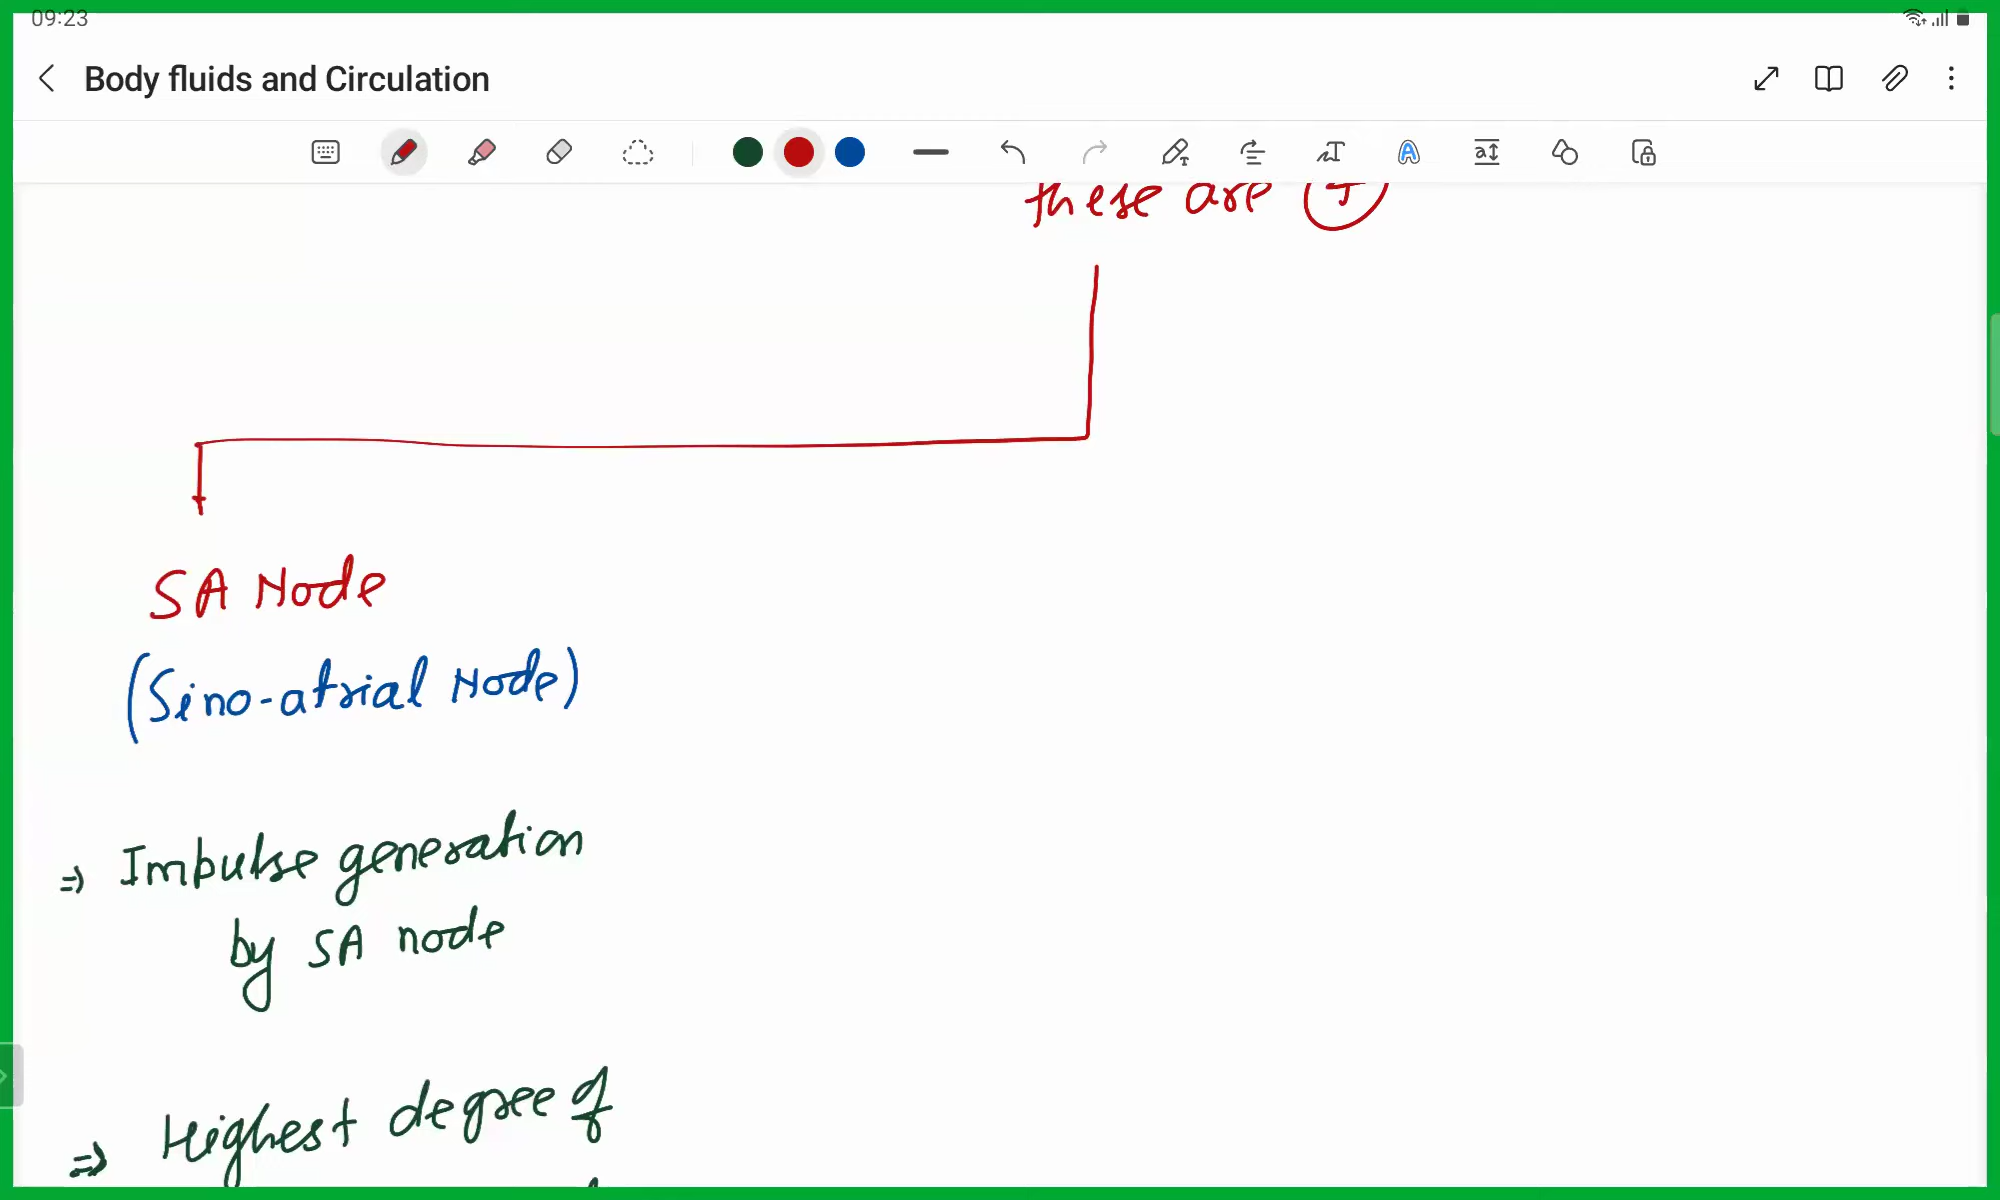 09:23
Body fluids and Circulation
these are
SA Node
(Sino-atrial Node)
⇒ Impulse generation
by SA node
⇒ Highest degree of